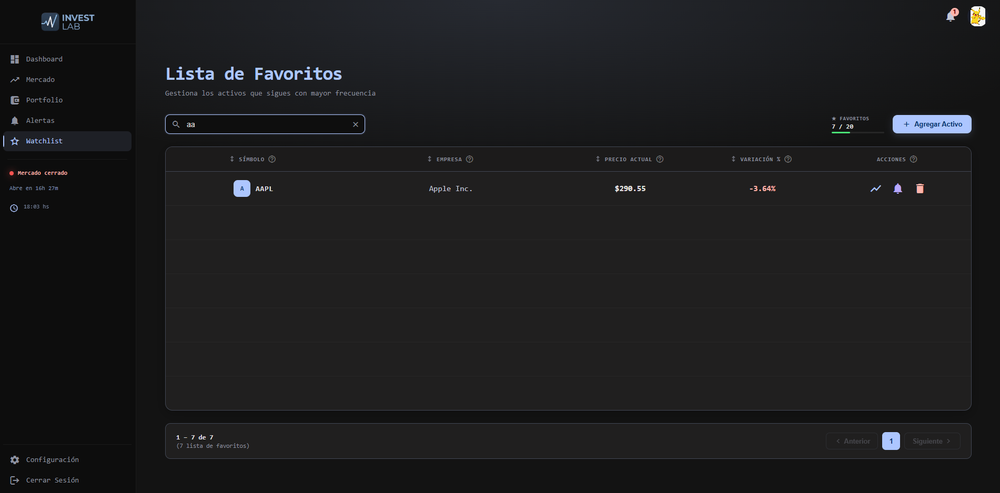 INVEST
LAB
1
Dashboard
Mercado
Portfolio
Alertas
Watchlist
Mercado cerrado
Abre en 16h 27m
18:03 hs
Configuración
Cerrar Sesión
Lista de Favoritos
Gestiona los activos que sigues con mayor frecuencia
aa
★ FAVORITOS
7 / 20
+ Agregar Activo
SÍMBOLO EMPRESA PRECIO ACTUAL VARIACIÓN % ACCIONES
A AAPL Apple Inc. $290.55 -3.64%
1 – 7 de 7
(7 lista de favoritos)
Anterior 1 Siguiente